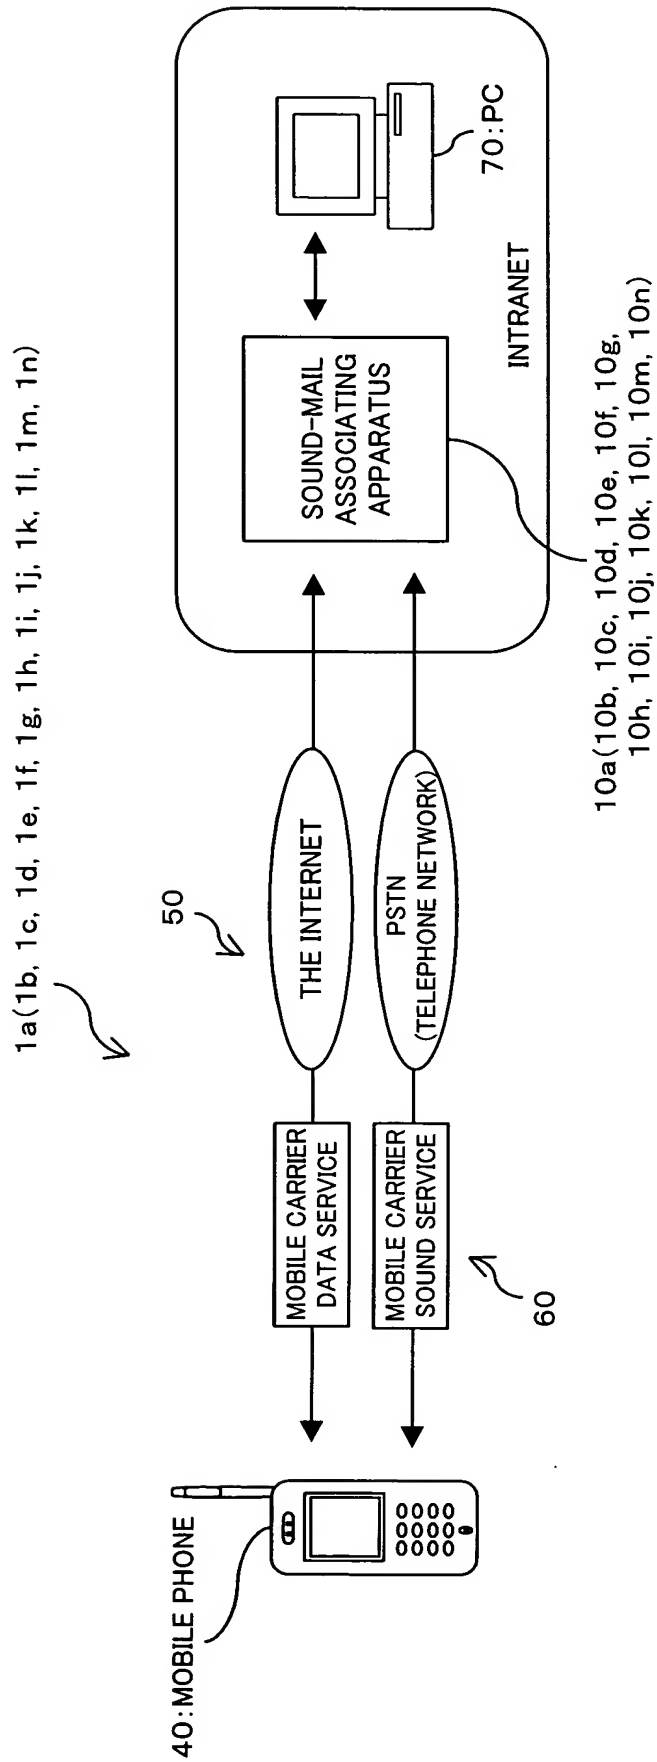 1a(1b, 1c, 1d, 1e, 1f, 1g, 1h, 1i, 1j, 1k, 1l, 1m, 1n)
40:MOBILE PHONE
MOBILE CARRIER
DATA SERVICE
50
THE INTERNET
SOUND-MAIL
ASSOCIATING
APPARATUS
70:PC
INTRANET
MOBILE CARRIER
SOUND SERVICE
60
PSTN
(TELEPHONE NETWORK)
10a(10b, 10c, 10d, 10e, 10f, 10g,
10h, 10i, 10j, 10k, 10l, 10m, 10n)